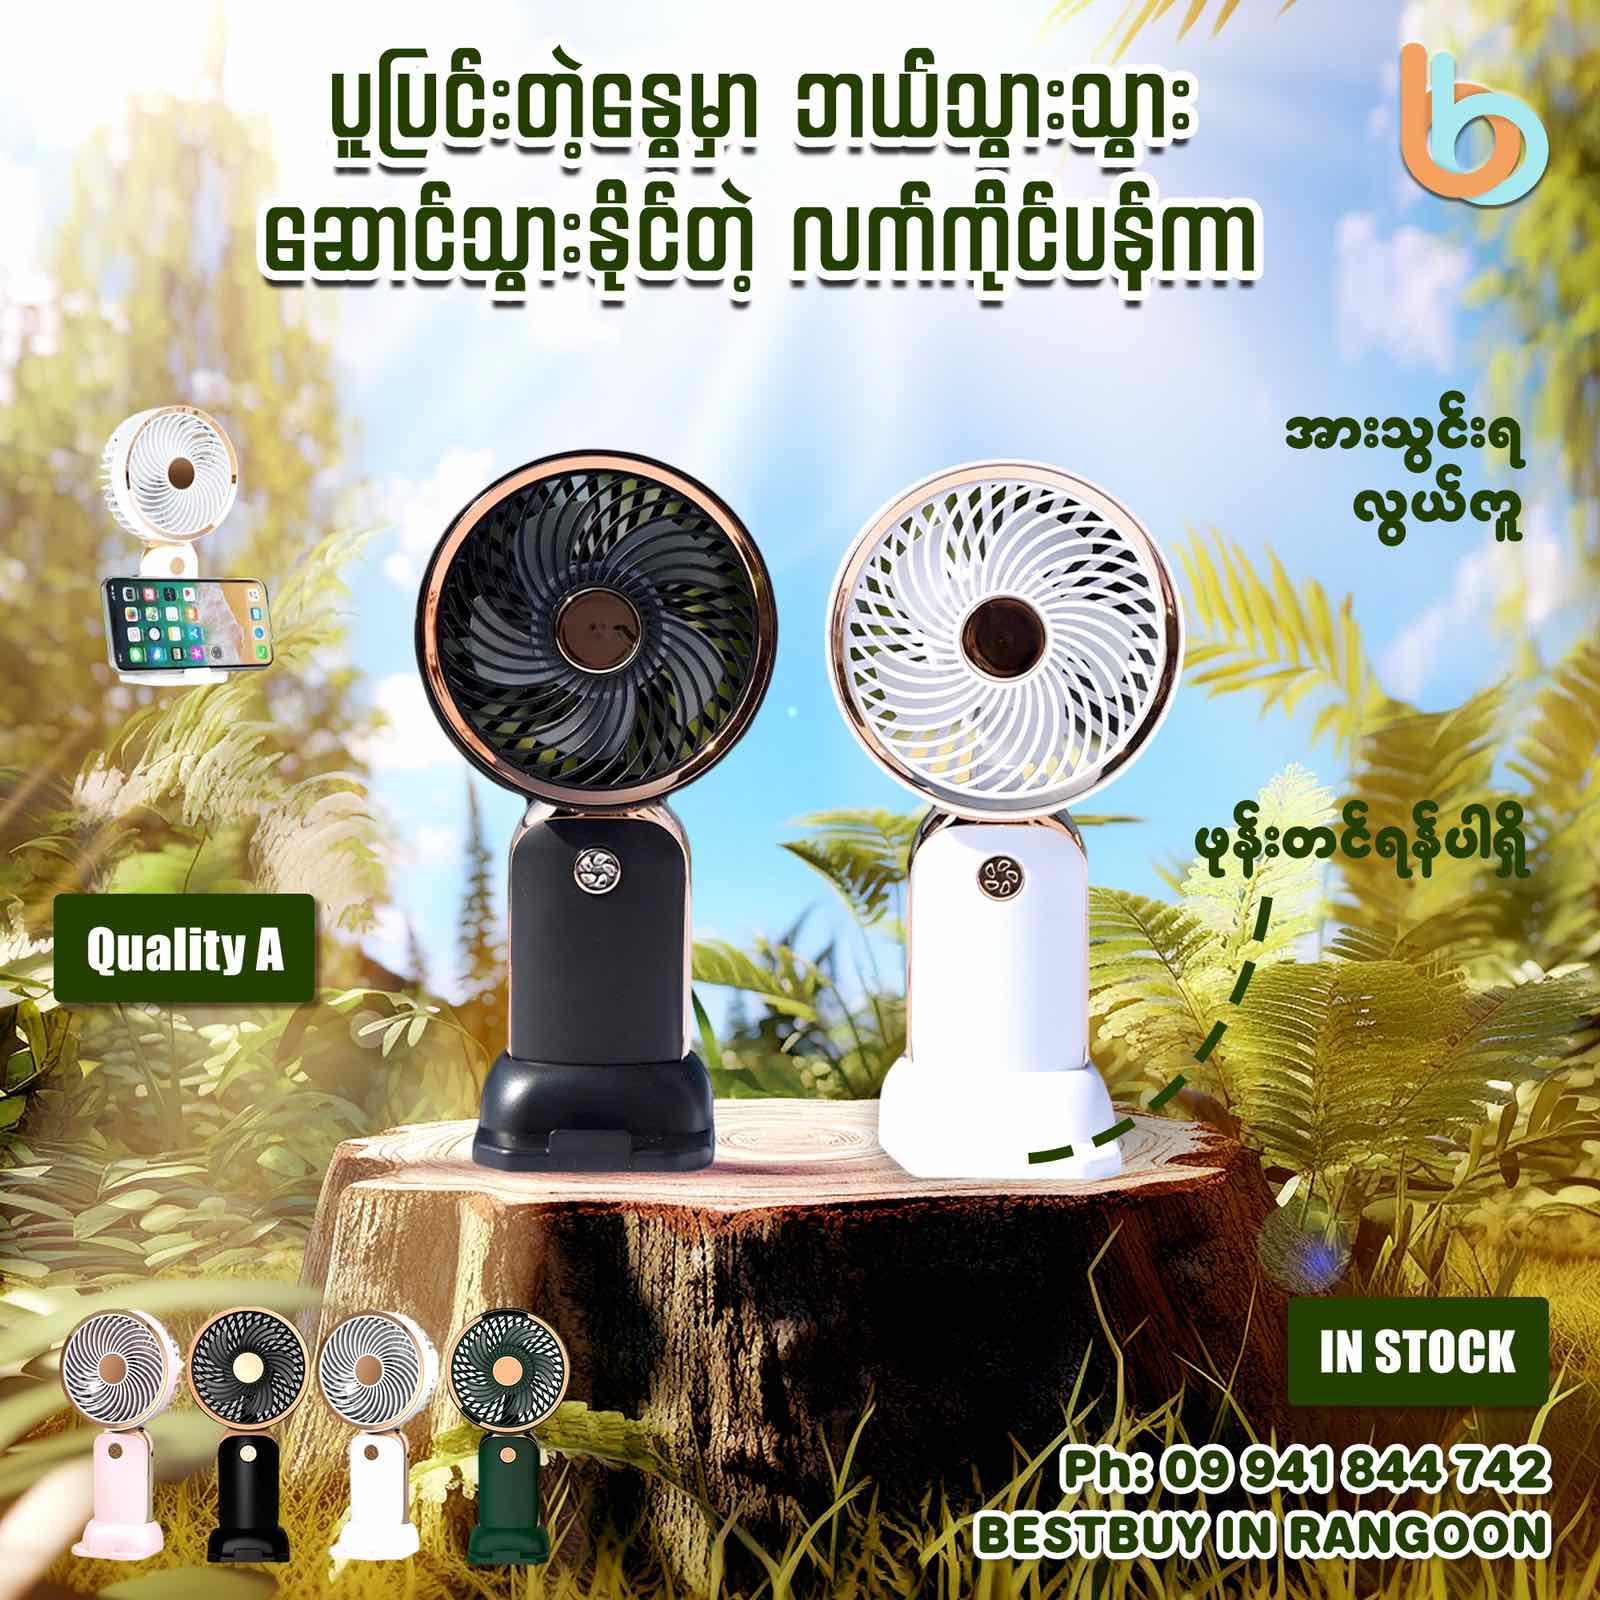 ပူပြင်းတဲ့နွေမှာ ဘယ်သွားသွား
ဆောင်သွားနိုင်တဲ့ လက်ကိုင်ပန်ကာ
အားသွင်းရ
လွယ်ကူ
ဖုန်းတင်ရန်ပါရှိ
Quality A
IN STOCK
Ph: 09 941 844 742
BESTBUY IN RANGOON